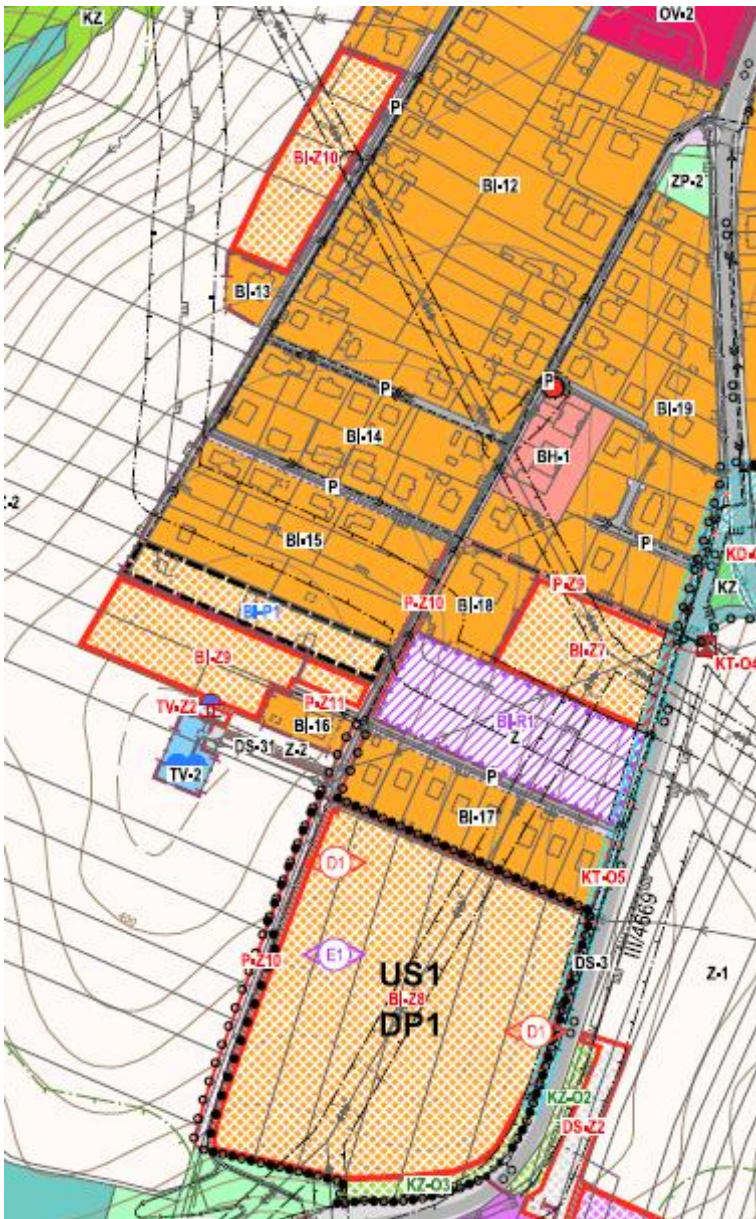 KZ
OV-2
P
BI-Z10
BI-12
ZP-2
BI-13
P
P
BI-19
BI-14
BH-1
P
BI-15
P
KD-4
P-Z9
KZ
BI-P1
P-Z10
BI-18
BI-Z7
KT-O4
BI-Z9
P-Z11
TV-Z2
BI-16
BI-R1
Z
DS-31
Z-2
TV-2
P
BI-17
D1
KT-O5
III/4669
P-Z10
E1
US1
DS-3
Z-1
BI-Z8
DP1
D1
KZ-O2
DS-Z2
KZ-O3
400